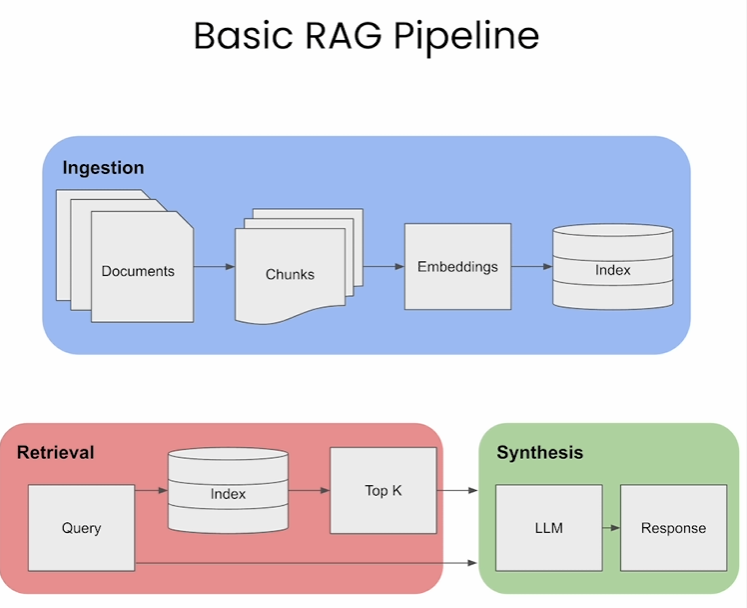 Basic RAG Pipeline
Ingestion
Documents
Chunks
Embeddings
Index
Retrieval
Query
Index
Top K
Synthesis
LLM
Response